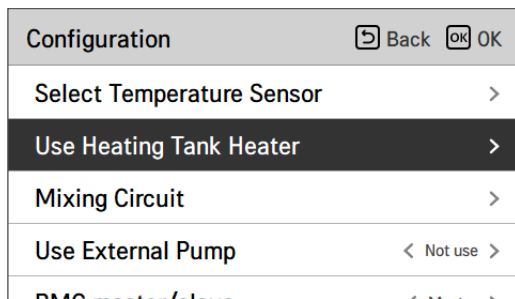 Configuration Back OK OK
Select Temperature Sensor >
Use Heating Tank Heater >
Mixing Circuit >
Use External Pump < Not use >